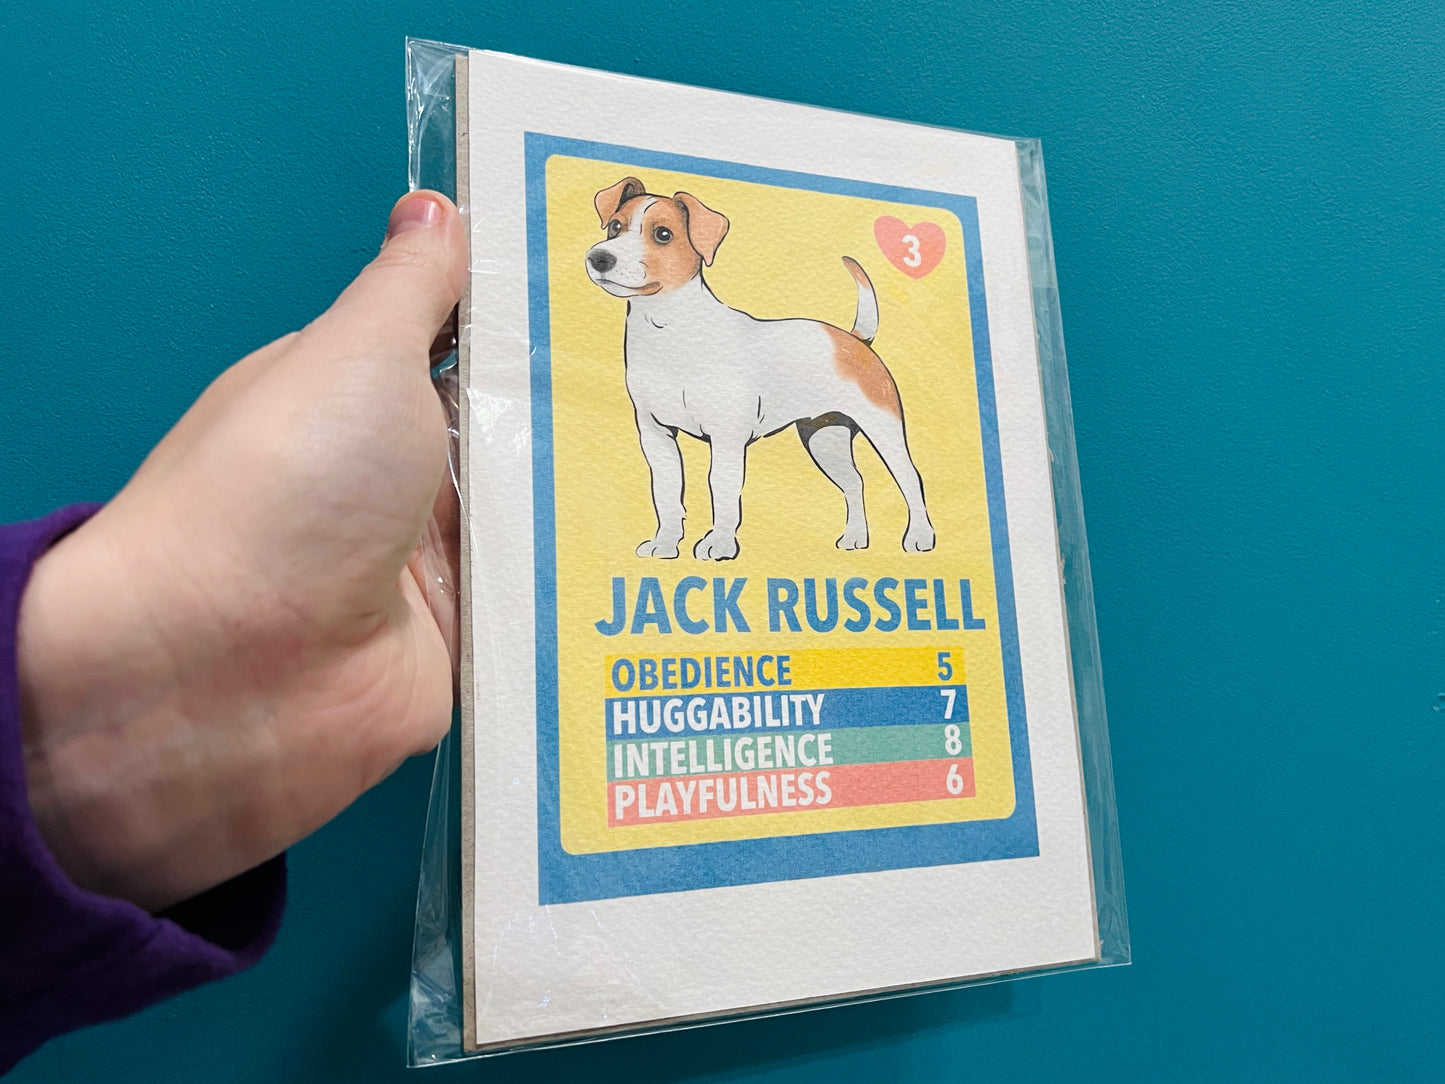 3
JACK RUSSELL
OBEDIENCE 5
HUGGABILITY 7
INTELLIGENCE 8
PLAYFULNESS 6